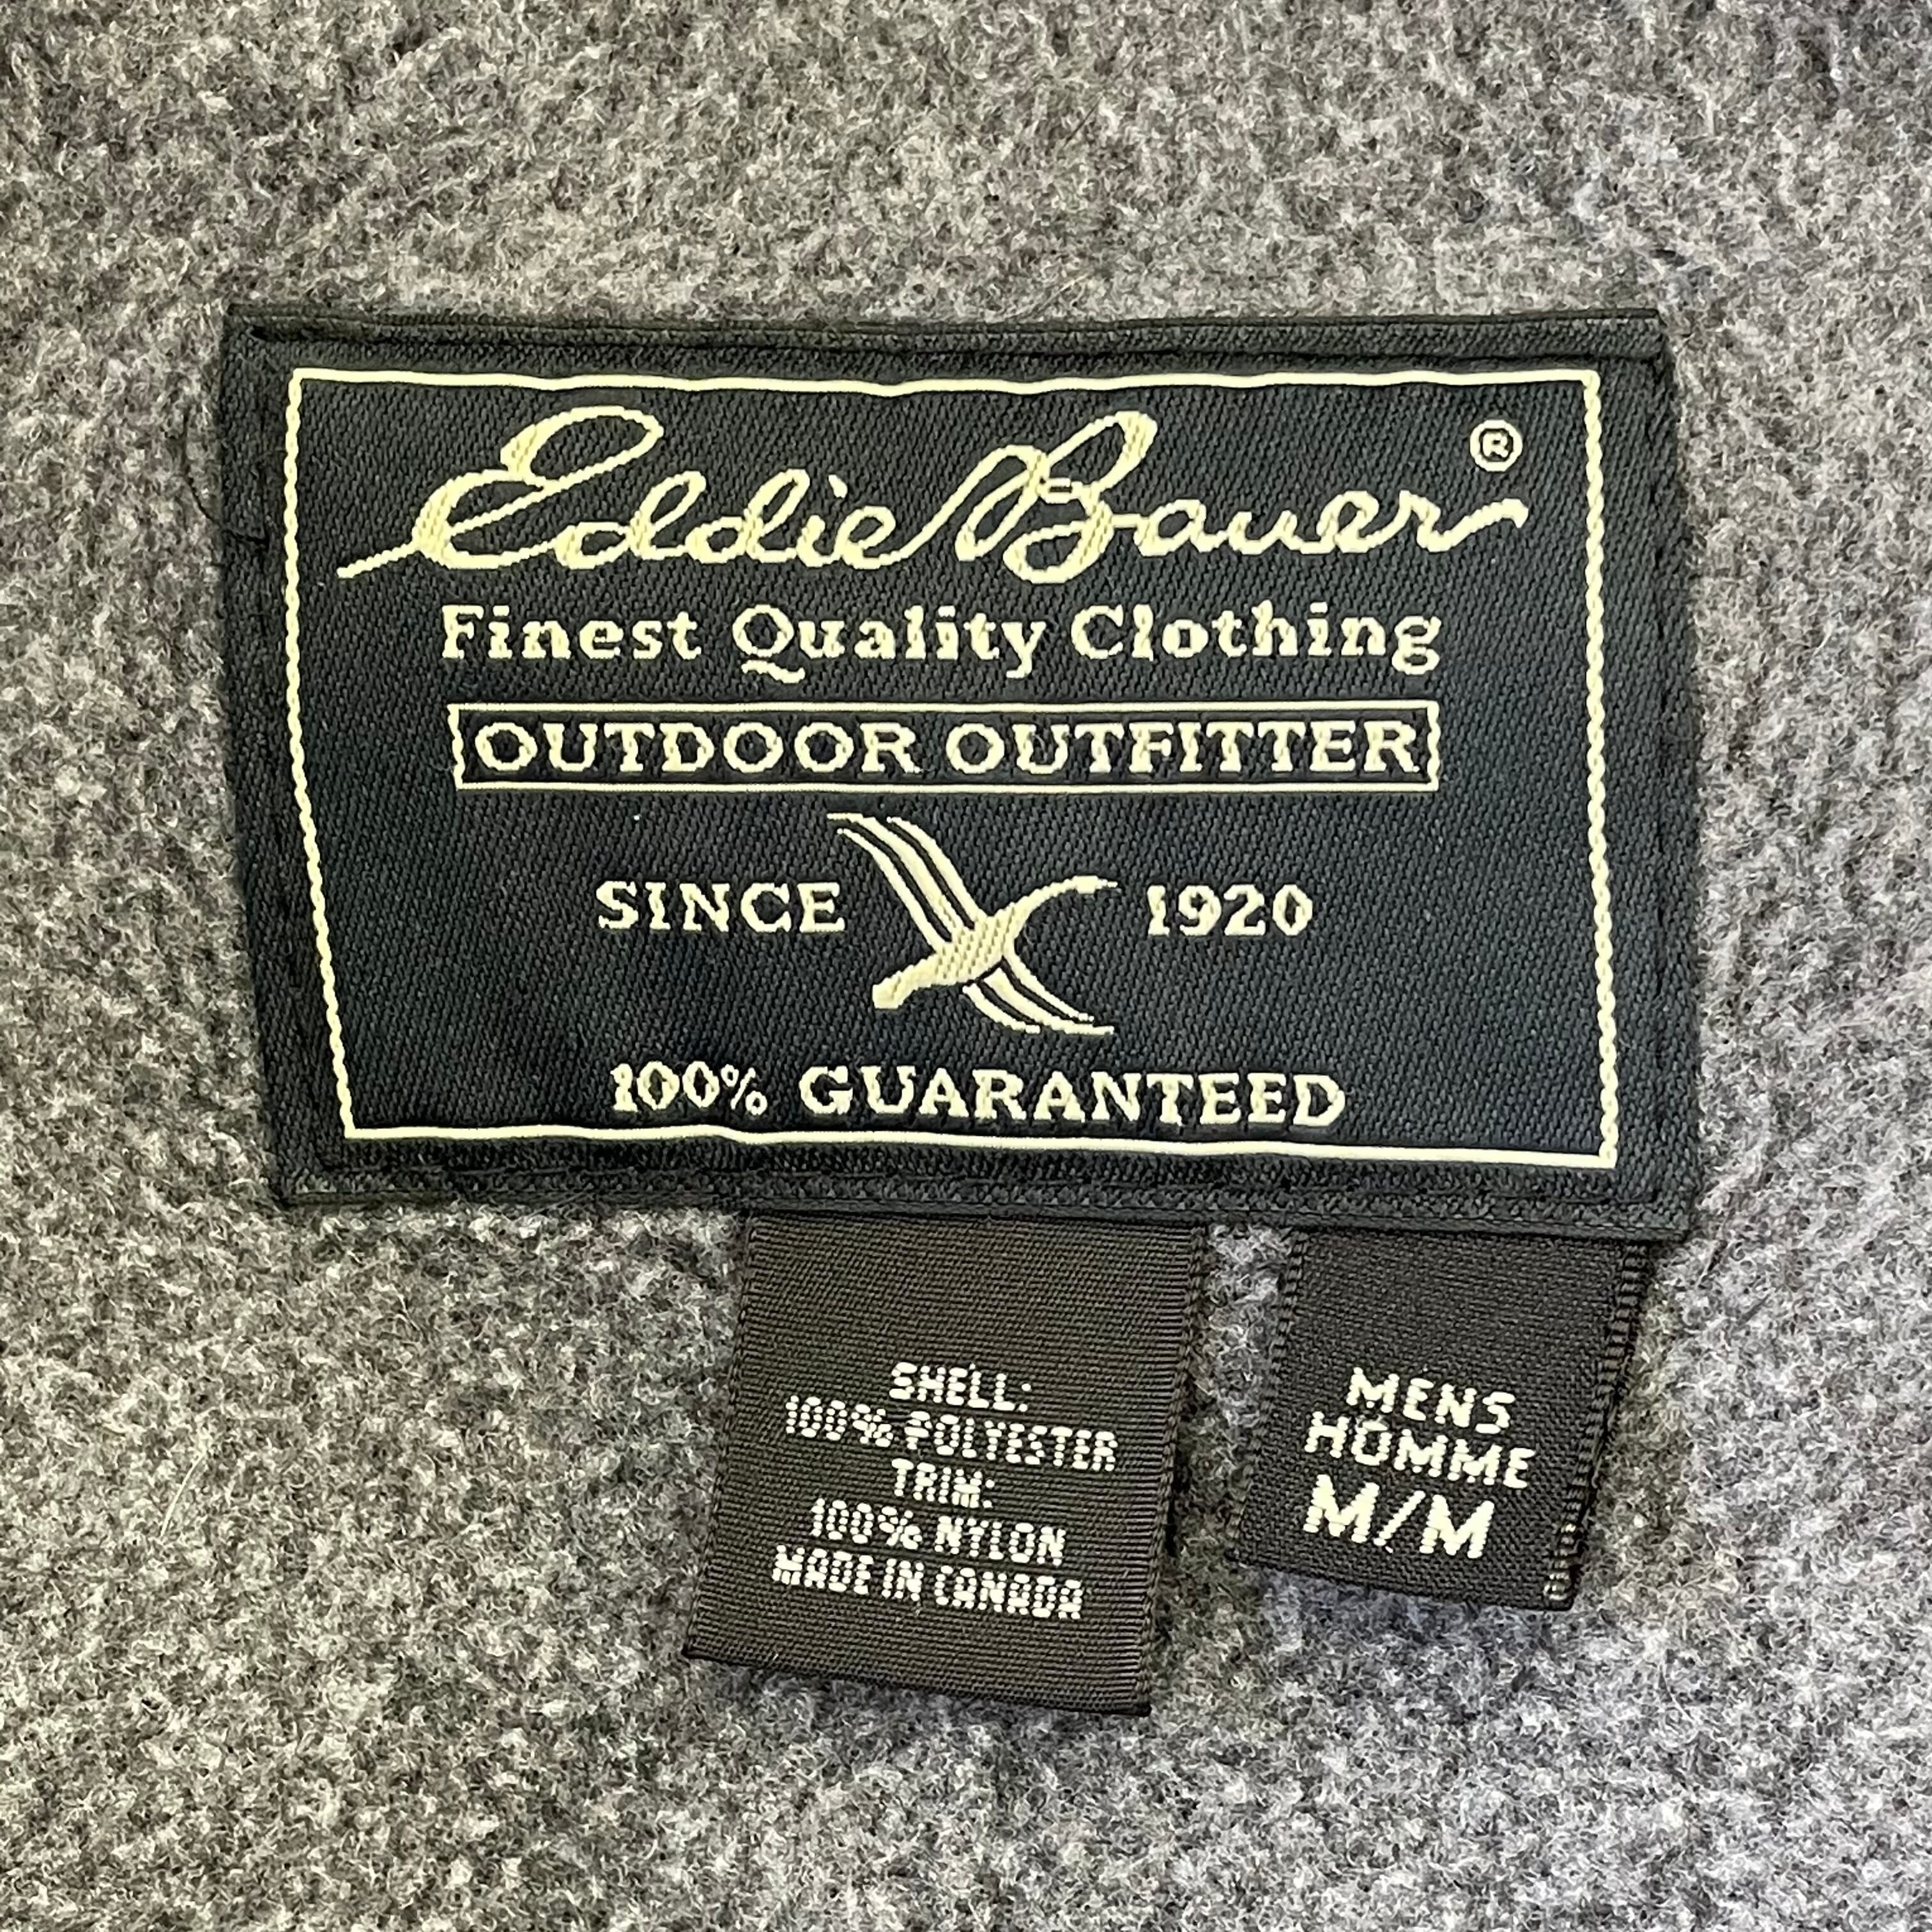 Eddie Bauer®
Finest Quality Clothing
OUTDOOR OUTFITTER
SINCE 1920
100% GUARANTEED
SHELL:
100% POLYESTER
TRIM:
100% NYLON
MADE IN CANADA
MENS
HOMME
M/M